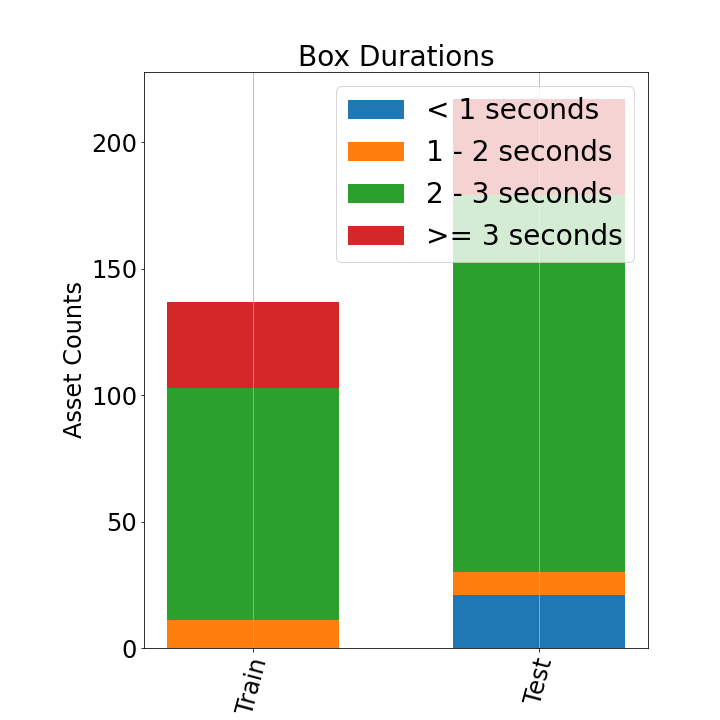 Box Durations
< 1 seconds
1 - 2 seconds
2 - 3 seconds
>= 3 seconds
200
150
100
50
0
Asset Counts
Train
Test